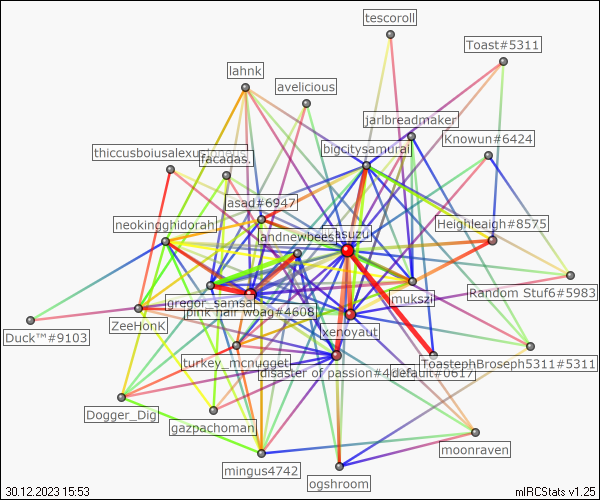 tescoroll
Toast#5311
lahnk
avelicious
jarlbreadmaker
Knowun#6424
bigcitysamurai
facadas.
asad#6947
neokingghidorah
Heighleaigh#8575
andnewbees
gregor_samsa
pink hair woag#4608
mukszi
Random Stuf6#5983
xenoyaut
ZeeHonK
Duck™#9103
turkey_mcnugget
disaster of passion#4
default#0617
ToastephBroseph5311#5311
Dogger_Dig
gazpachoman
moonraven
mingus4742
ogshroom
30.12.2023 15:53
mIRCStats v1.25